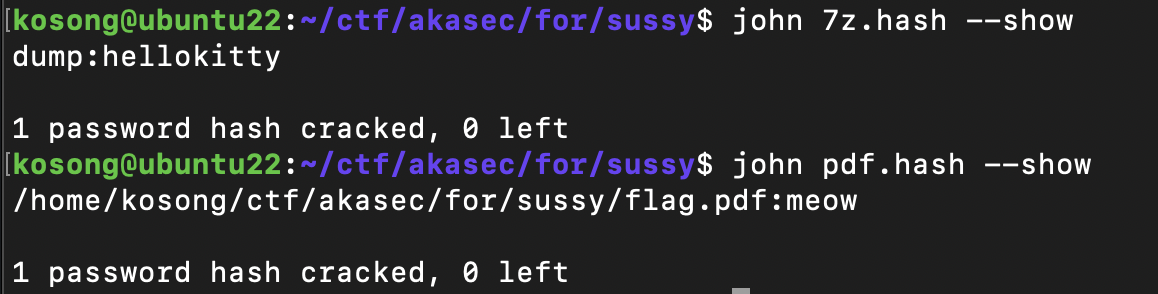 [kosong@ubuntu22:~/ctf/akasec/for/sussy$ john 7z.hash --show
dump:hellokitty
1 password hash cracked, 0 left
[kosong@ubuntu22:~/ctf/akasec/for/sussy$ john pdf.hash --show
/home/kosong/ctf/akasec/for/sussy/flag.pdf:meow
1 password hash cracked, 0 left